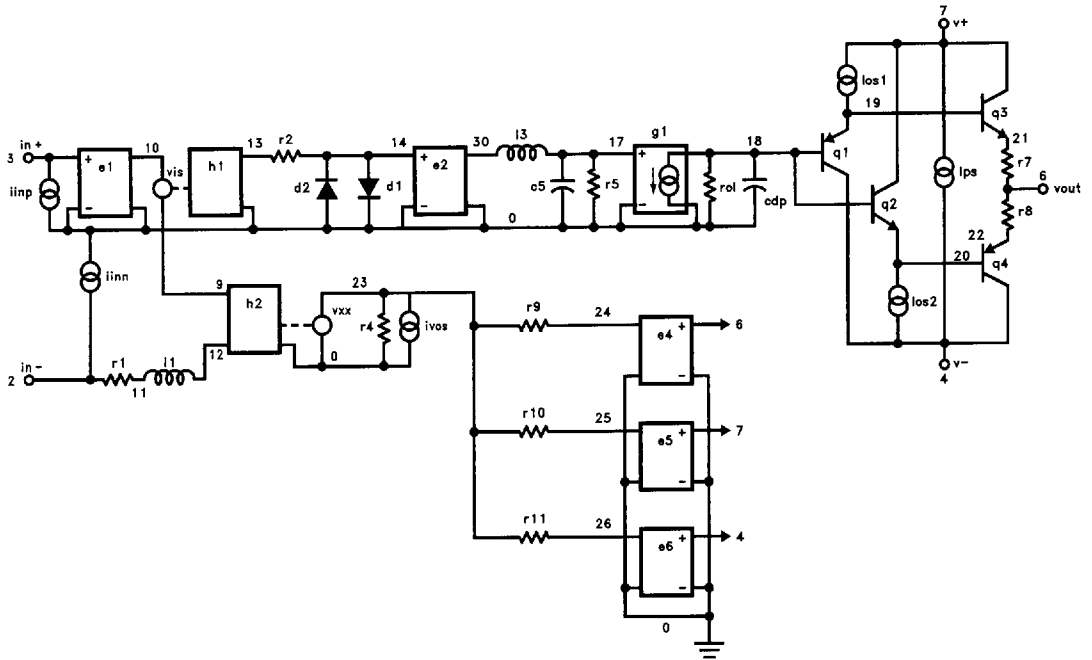 7
v+
Ios1
19
q3
21
in+
10
13
r2
14
30
l3
17
g1
18
q1
r7
3
+
e1
vis
h1
+
e2
+
6
vout
iinp
−
d2
d1
−
c5
r5
−
rol
cdp
q2
Ips
r8
0
22
20
q4
iinn
9
h2
23
vxx
r4
ivos
Ios2
in-
12
0
r9
24
e4
+
6
v-
4
2
r1
l1
11
−
r10
25
e5
+
7
−
r11
26
e6
+
4
−
0